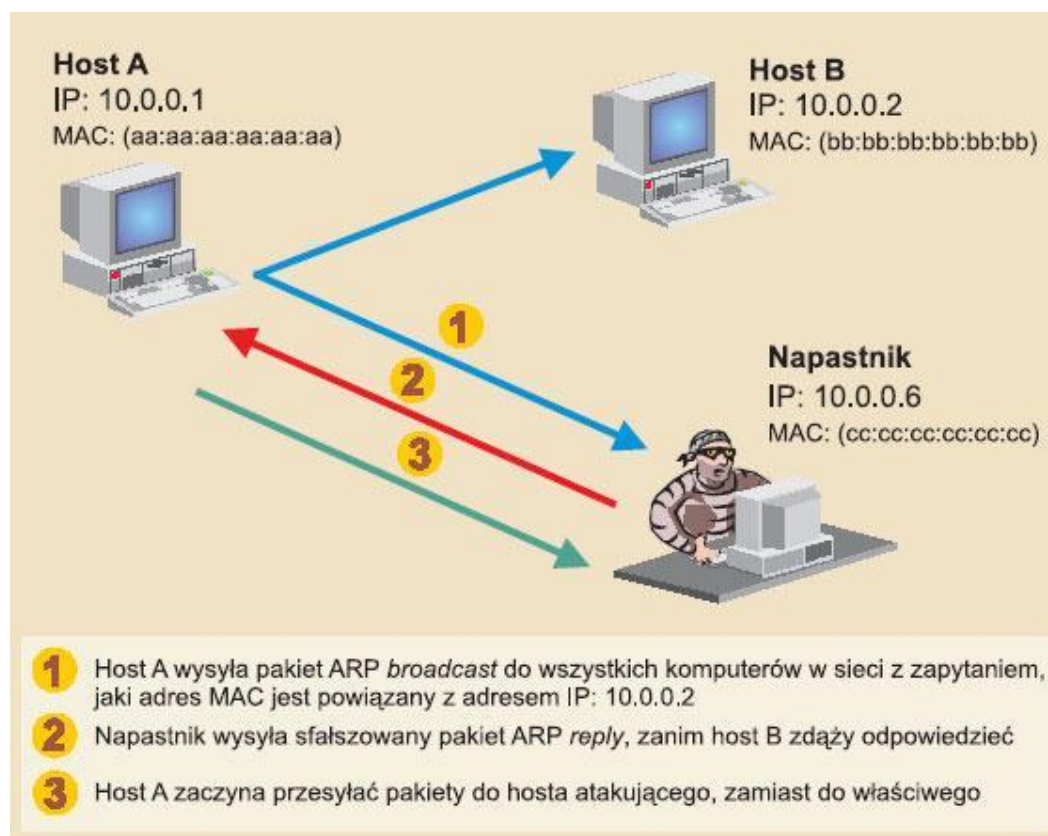 Host A
IP: 10.0.0.1
MAC: (aa:aa:aa:aa:aa:aa)
Host B
IP: 10.0.0.2
MAC: (bb:bb:bb:bb:bb:bb)
1
2
3
Napastnik
IP: 10.0.0.6
MAC: (cc:cc:cc:cc:cc:cc)
1 Host A wysyła pakiet ARP broadcast do wszystkich komputerów w sieci z zapytaniem,
jaki adres MAC jest powiązany z adresem IP: 10.0.0.2
2 Napastnik wysyła sfałszowany pakiet ARP reply, zanim host B zdąży odpowiedzieć
3 Host A zaczyna przesyłać pakiety do hosta atakującego, zamiast do właściwego